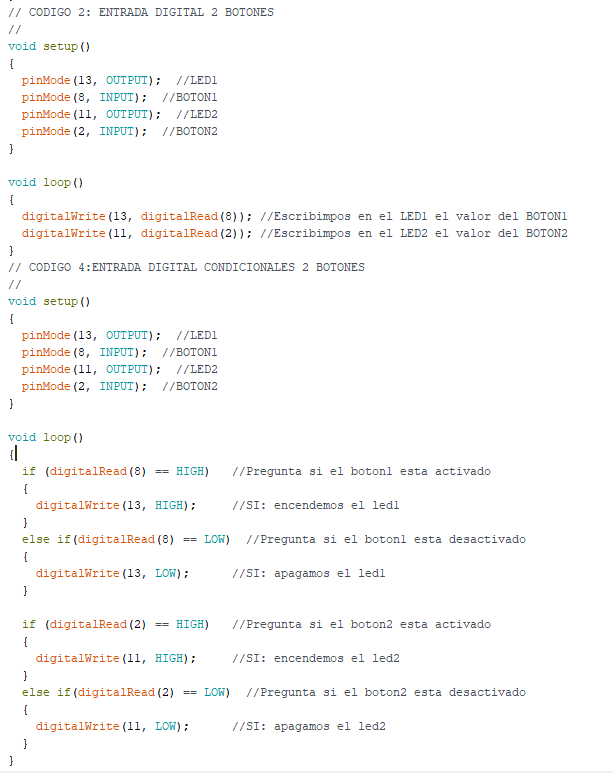 // CODIGO 2: ENTRADA DIGITAL 2 BOTONES
//
void setup()
{
  pinMode(13, OUTPUT);  //LED1
  pinMode(8, INPUT);  //BOTON1
  pinMode(11, OUTPUT);  //LED2
  pinMode(2, INPUT);  //BOTON2
}

void loop()
{
  digitalWrite(13, digitalRead(8)); //Escribimpos en el LED1 el valor del BOTON1
  digitalWrite(11, digitalRead(2)); //Escribimpos en el LED2 el valor del BOTON2
}
// CODIGO 4:ENTRADA DIGITAL CONDICIONALES 2 BOTONES
//
void setup()
{
  pinMode(13, OUTPUT);  //LED1
  pinMode(8, INPUT);  //BOTON1
  pinMode(11, OUTPUT);  //LED2
  pinMode(2, INPUT);  //BOTON2
}

void loop()
{
  if (digitalRead(8) == HIGH)   //Pregunta si el boton1 esta activado
  {
    digitalWrite(13, HIGH);     //SI: encendemos el led1
  }
  else if(digitalRead(8) == LOW)  //Pregunta si el boton1 esta desactivado
  {
    digitalWrite(13, LOW);      //SI: apagamos el led1
  }

  if (digitalRead(2) == HIGH)   //Pregunta si el boton2 esta activado
  {
    digitalWrite(11, HIGH);     //SI: encendemos el led2
  }
  else if(digitalRead(2) == LOW)  //Pregunta si el boton2 esta desactivado
  {
    digitalWrite(11, LOW);      //SI: apagamos el led2
  }
}